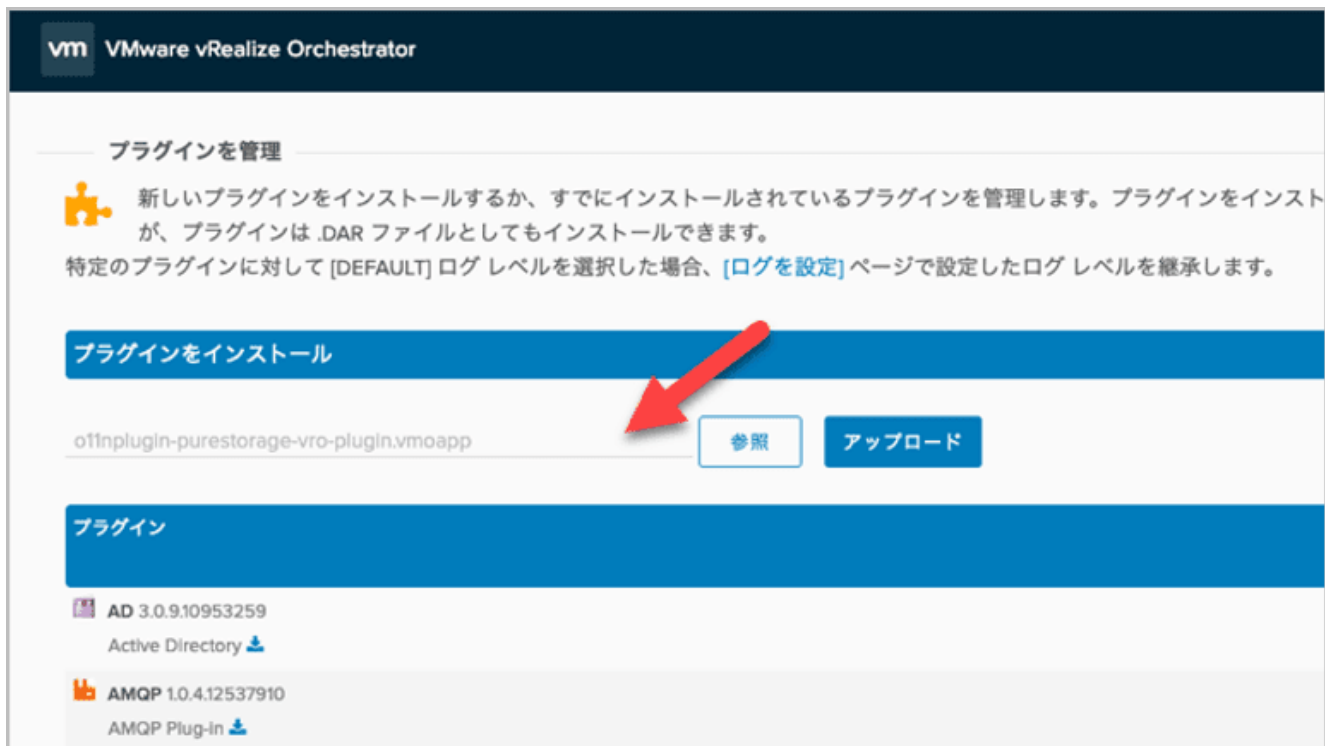 vm VMware vRealize Orchestrator
プラグインを管理
新しいプラグインをインストールするか、すでにインストールされているプラグインを管理します。プラグインをインスト
が、プラグインは .DAR ファイルとしてもインストールできます。
特定のプラグインに対して [DEFAULT] ログ レベルを選択した場合、[ログを設定] ページで設定したログ レベルを継承します。
プラグインをインストール
o11nplugin-purestorage-vro-plugin.vmoapp 参照 アップロード
プラグイン
AD 3.0.9.10953259
Active Directory
AMQP 1.0.4.12537910
AMQP Plug-in